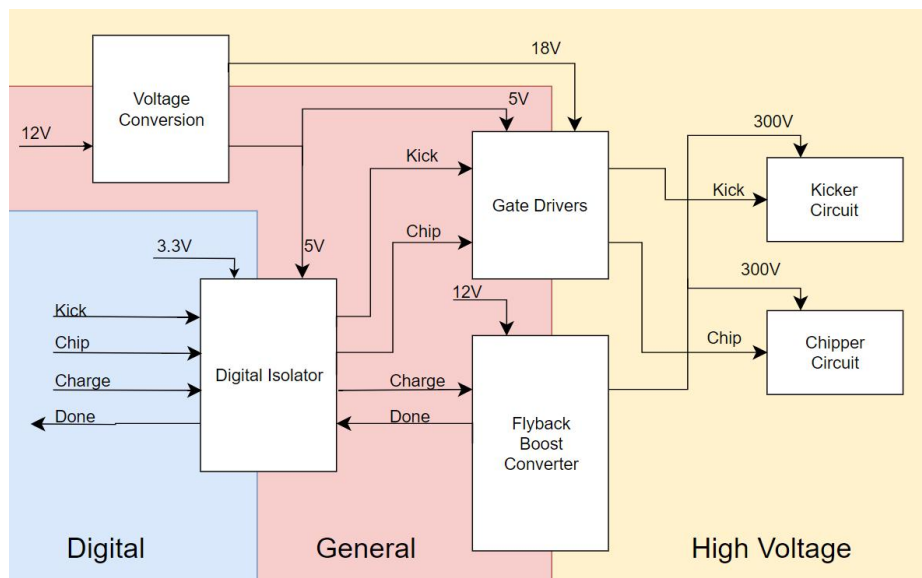 18V
Voltage
Conversion
12V
5V
300V
Kick
Gate Drivers
Kick
Kicker
Circuit
Chip
3.3V
5V
12V
300V
Kick
Chip
Charge
Done
Digital Isolator
Charge
Done
Flyback
Boost
Converter
Chip
Chipper
Circuit
Digital
General
High Voltage